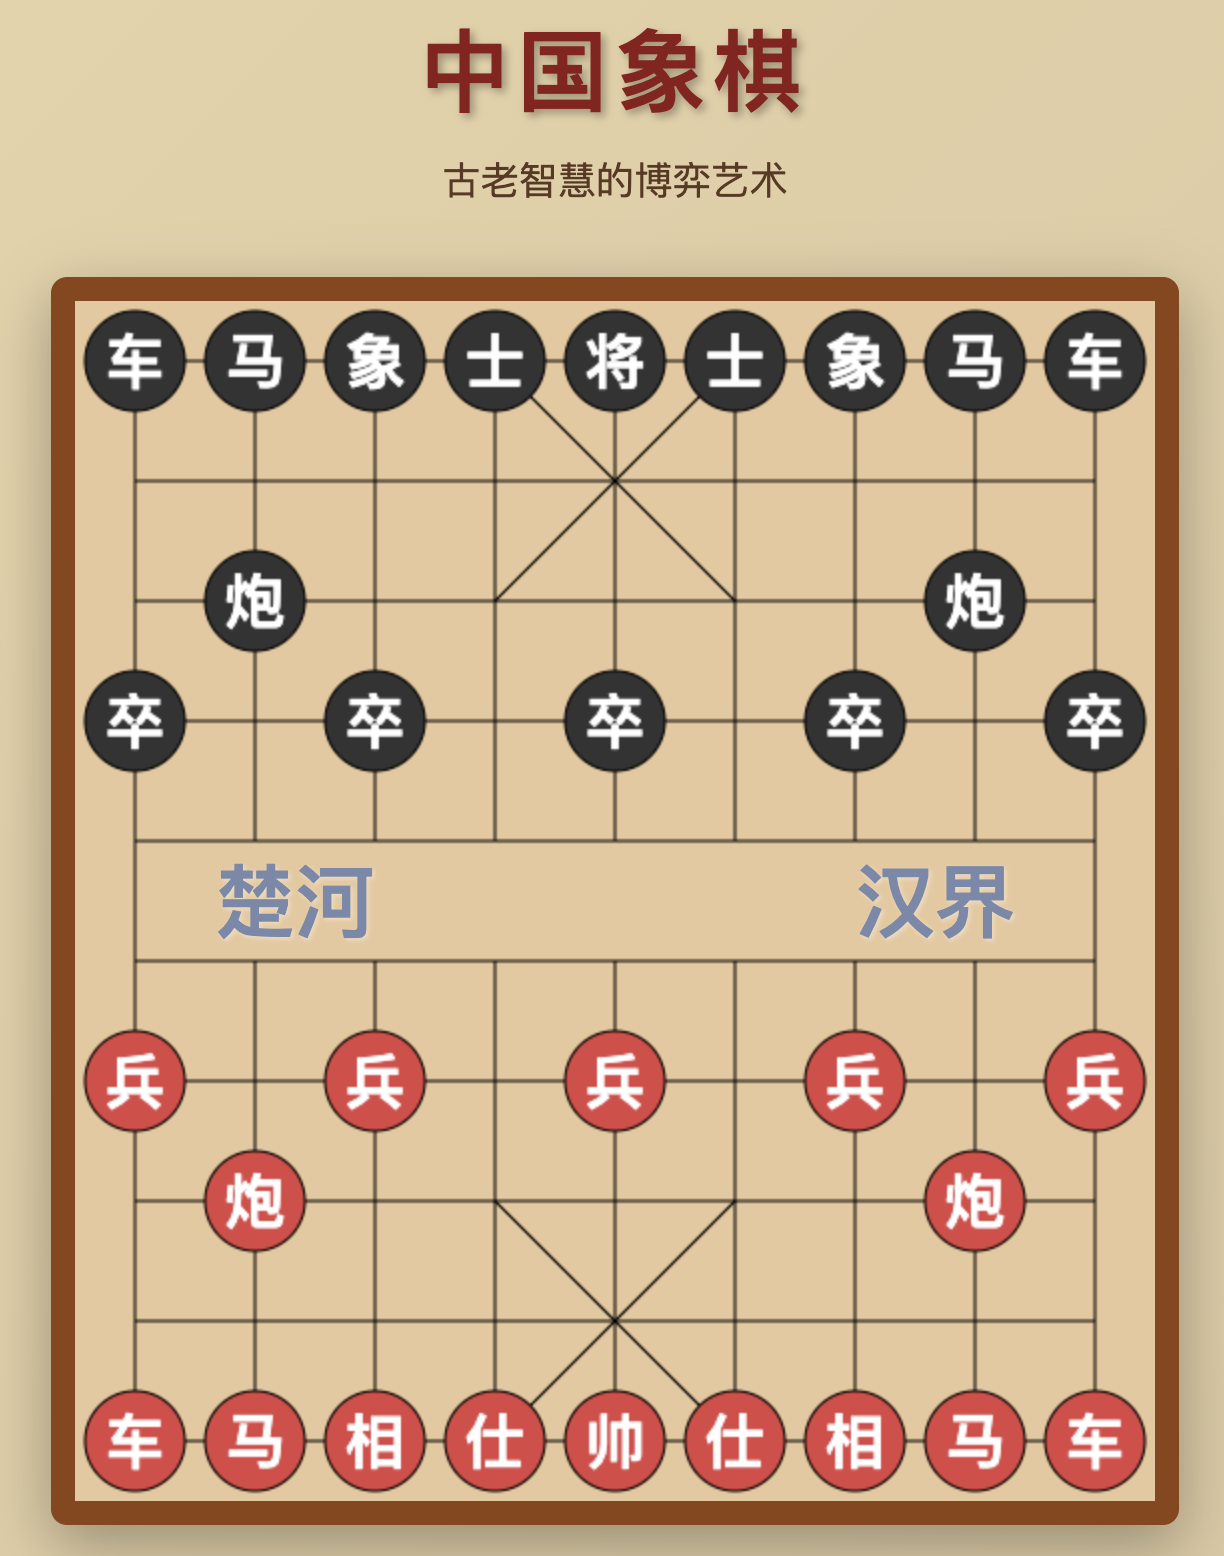 中国象棋
古老智慧的博弈艺术
车 马 象 士 将 士 象 马 车
炮 炮
卒 卒 卒 卒 卒
楚河 汉界
兵 兵 兵 兵 兵
炮 炮
车 马 相 仕 帅 仕 相 马 车